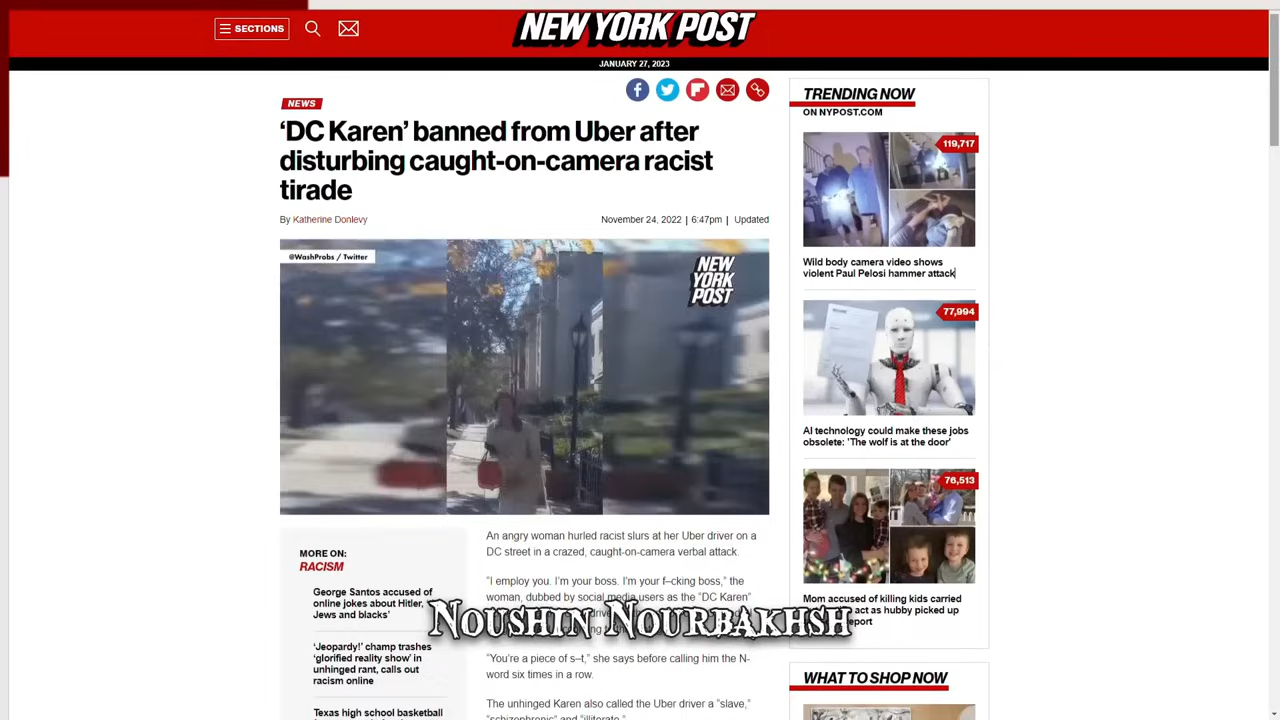 SECTIONS
NEW YORK POST
JANUARY 27, 2023
NEWS
‘DC Karen’ banned from Uber after
disturbing caught-on-camera racist
tirade
By Katherine Donlevy
November 24, 2022 | 6:47pm | Updated
@WashProbs / Twitter
NEW
YORK
POST
MORE ON:
RACISM
George Santos accused of
online jokes about Hitler,
Jews and blacks’
‘Jeopardy!’ champ trashes
‘glorified reality show’ in
unhinged rant, calls out
racism online
Texas high school basketball
An angry woman hurled racist slurs at her Uber driver on a
DC street in a crazed, caught-on-camera verbal attack.
“I employ you. I’m your boss. I’m your f–cking boss,” the
woman, dubbed by social media users as the “DC Karen”
NOUSHIN NOURBAKHSH
“You’re a piece of s–t,” she says before calling him the N-
word six times in a row.
The unhinged Karen also called the Uber driver a “slave,”
“schizophrenic” and “illiterate.”
TRENDING NOW
ON NYPOST.COM
119,717
Wild body camera video shows
violent Paul Pelosi hammer attack
77,994
AI technology could make these jobs
obsolete: 'The wolf is at the door'
76,513
Mom accused of killing kids carried
act as hubby picked up
report
WHAT TO SHOP NOW